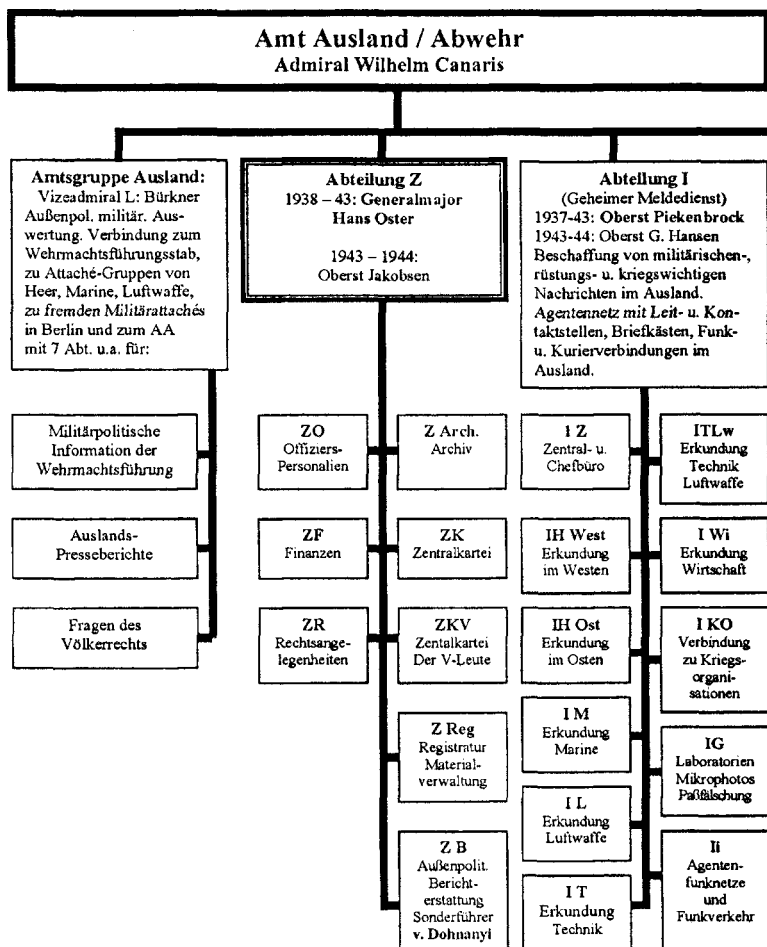 Amt Ausland / Abwehr
Admiral Wilhelm Canaris
Amtsgruppe Ausland:
Vizeadmiral L: Bürkner
Außenpol. militär. Aus-
wertung. Verbindung zum
Wehrmachtsführungsstab,
zu Attaché-Gruppen von
Heer, Marine, Luftwaffe,
zu fremden Militärattachés
in Berlin und zum AA
mit 7 Abt. u.a. für:
Militärpolitische
Information der
Wehrmachtsführung
Auslands-
Presseberichte
Fragen des
Völkerrechts
Abteilung Z
1938 – 43: Generalmajor
Hans Oster
1943 – 1944:
Oberst Jakobsen
ZO
Offiziers-
Personalien
Z Arch.
Archiv
ZF
Finanzen
ZK
Zentralkartei
ZR
Rechtsange-
legenheiten
ZKV
Zentalkartei
Der V-Leute
Z Reg
Registratur
Material-
verwaltung
Z B
Außenpolit.
Bericht-
erstattung
Sonderführer
v. Dohnanyi
Abteilung I
(Geheimer Meldedienst)
1937-43: Oberst Piekenbrock
1943-44: Oberst G. Hansen
Beschaffung von militärischen-,
rüstungs- u. kriegswichtigen
Nachrichten im Ausland.
Agentennetz mit Leit- u. Kon-
taktstellen, Briefkästen, Funk-
u. Kurierverbindungen im
Ausland.
I Z
Zentral- u.
Chefbüro
ITLw
Erkundung
Technik
Luftwaffe
IH West
Erkundung
im Westen
I Wi
Erkundung
Wirtschaft
IH Ost
Erkundung
im Osten
I KO
Verbindung
zu Kriegs-
organi-
sationen
I M
Erkundung
Marine
IG
Laboratorien
Mikrophotos
Paßfälschung
I L
Erkundung
Luftwaffe
Ii
Agenten-
funknetze
und
Funkverkehr
I T
Erkundung
Technik